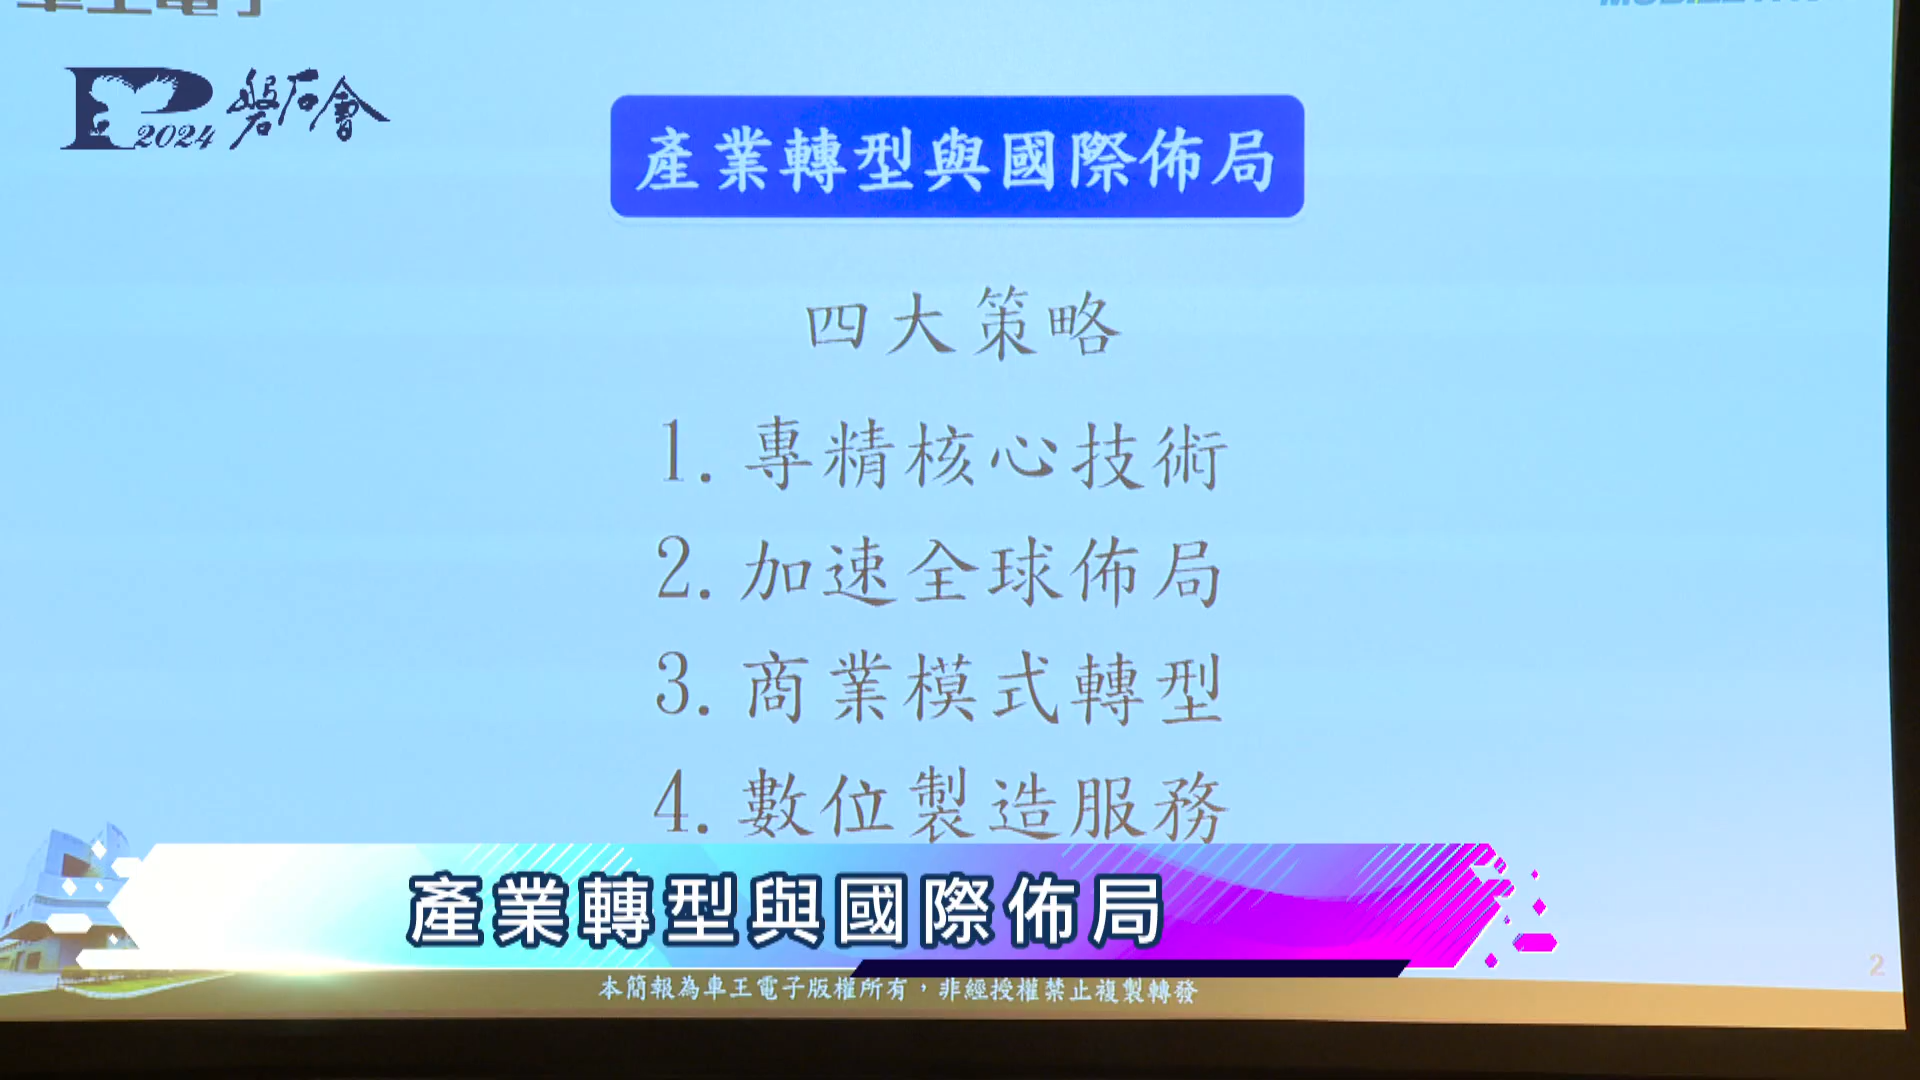 車王電子
2024 磐石會
產業轉型與國際佈局
四大策略
1. 專精核心技術
2. 加速全球佈局
3. 商業模式轉型
4. 數位製造服務
產業轉型與國際佈局
本簡報為車王電子版權所有，非經授權禁止複製轉發
2